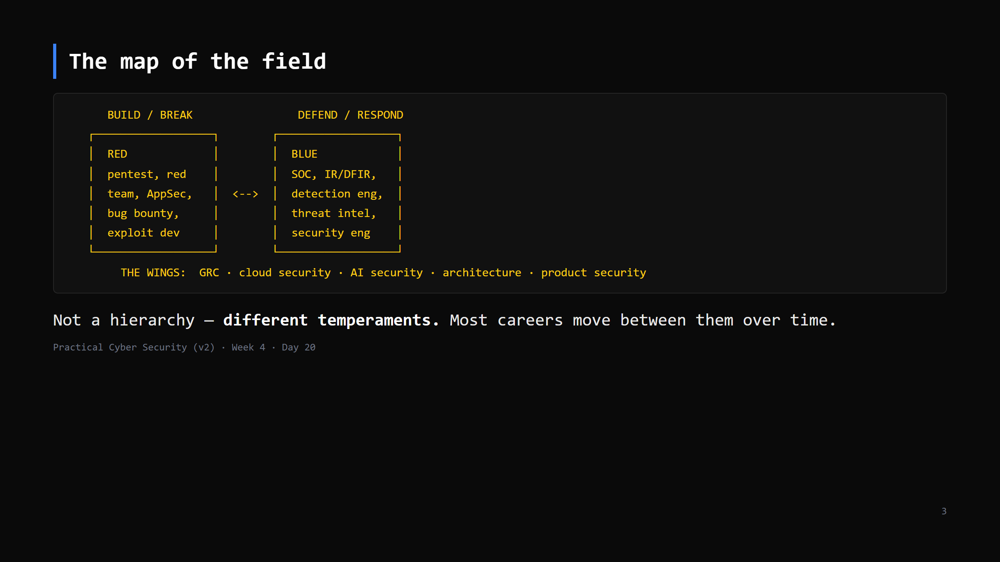 The map of the field
BUILD / BREAK DEFEND / RESPOND
RED BLUE
pentest, red SOC, IR/DFIR,
team, AppSec, <--> detection eng,
bug bounty, threat intel,
exploit dev security eng
THE WINGS: GRC · cloud security · AI security · architecture · product security
Not a hierarchy — different temperaments. Most careers move between them over time.
Practical Cyber Security (v2) · Week 4 · Day 20
3